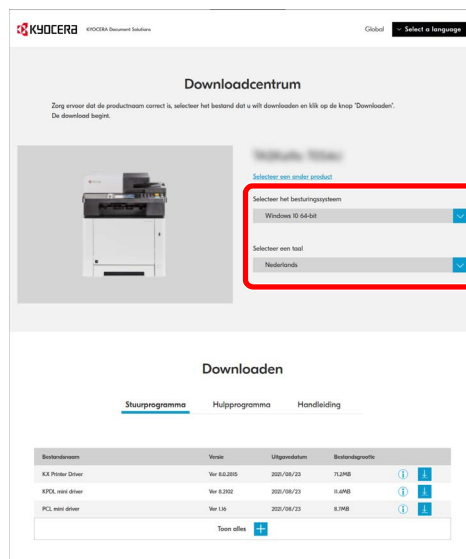 KYOCERA KYOCERA Document Solutions Global Select a language
Downloadcentrum
Zorg ervoor dat de productnaam correct is, selecteer het bestand dat u wilt downloaden en klik op de knop "Downloaden".
De download begint.
Selecteer een ander product
Selecteer het besturingssysteem
Windows 10 64-bit
Selecteer een taal
Nederlands
Downloaden
Stuurprogramma Hulpprogramma Handleiding
Bestandsnaam Versie Uitgavedatum Bestandsgrootte
KX Printer Driver Ver 8.0.2815 2021/08/23 71.2MB
KPDL mini driver Ver 8.2102 2021/08/23 11.6MB
PCL mini driver Ver 1.16 2021/08/23 8.7MB
Toon alles